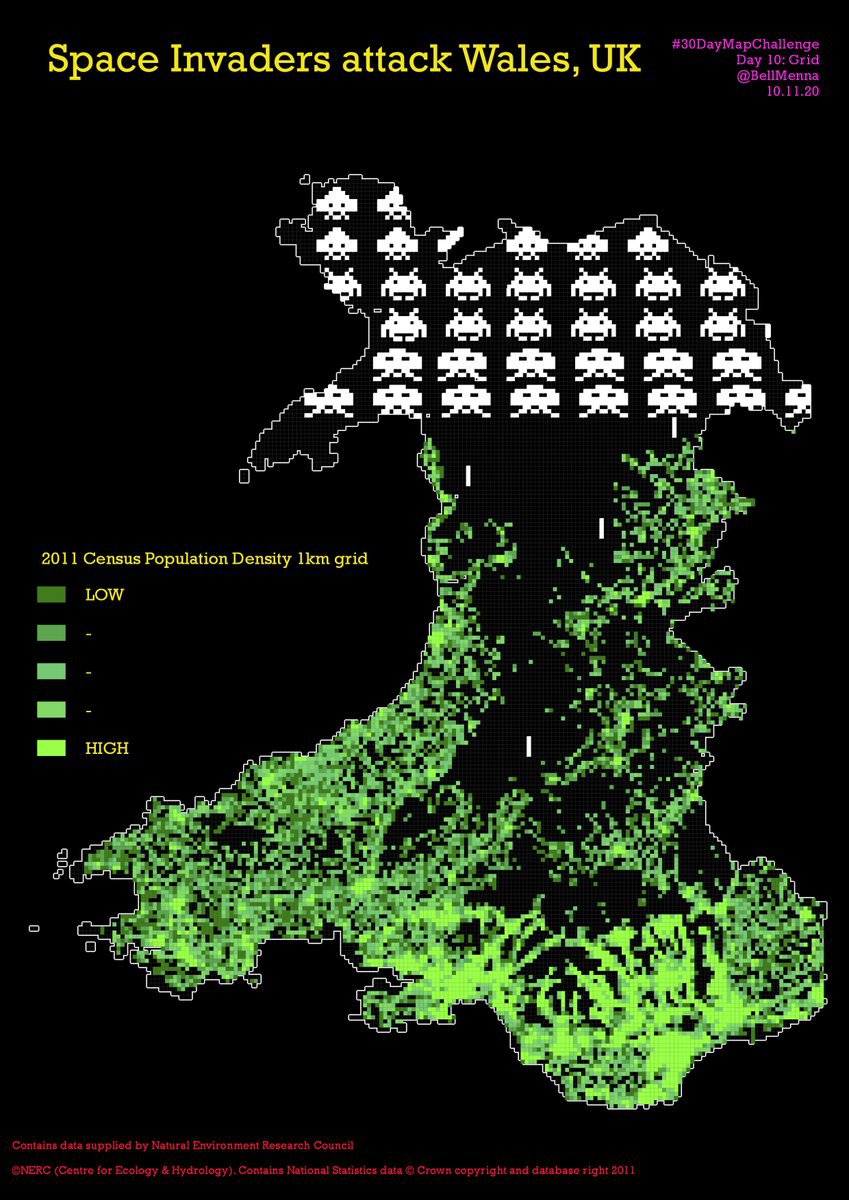 Space Invaders attack Wales, UK
#30DayMapChallenge
Day 10: Grid
@BellMenna
10.11.20
2011 Census Population Density 1km grid
LOW
-
-
-
HIGH
Contains data supplied by Natural Environment Research Council
©NERC (Centre for Ecology & Hydrology). Contains National Statistics data © Crown copyright and database right 2011